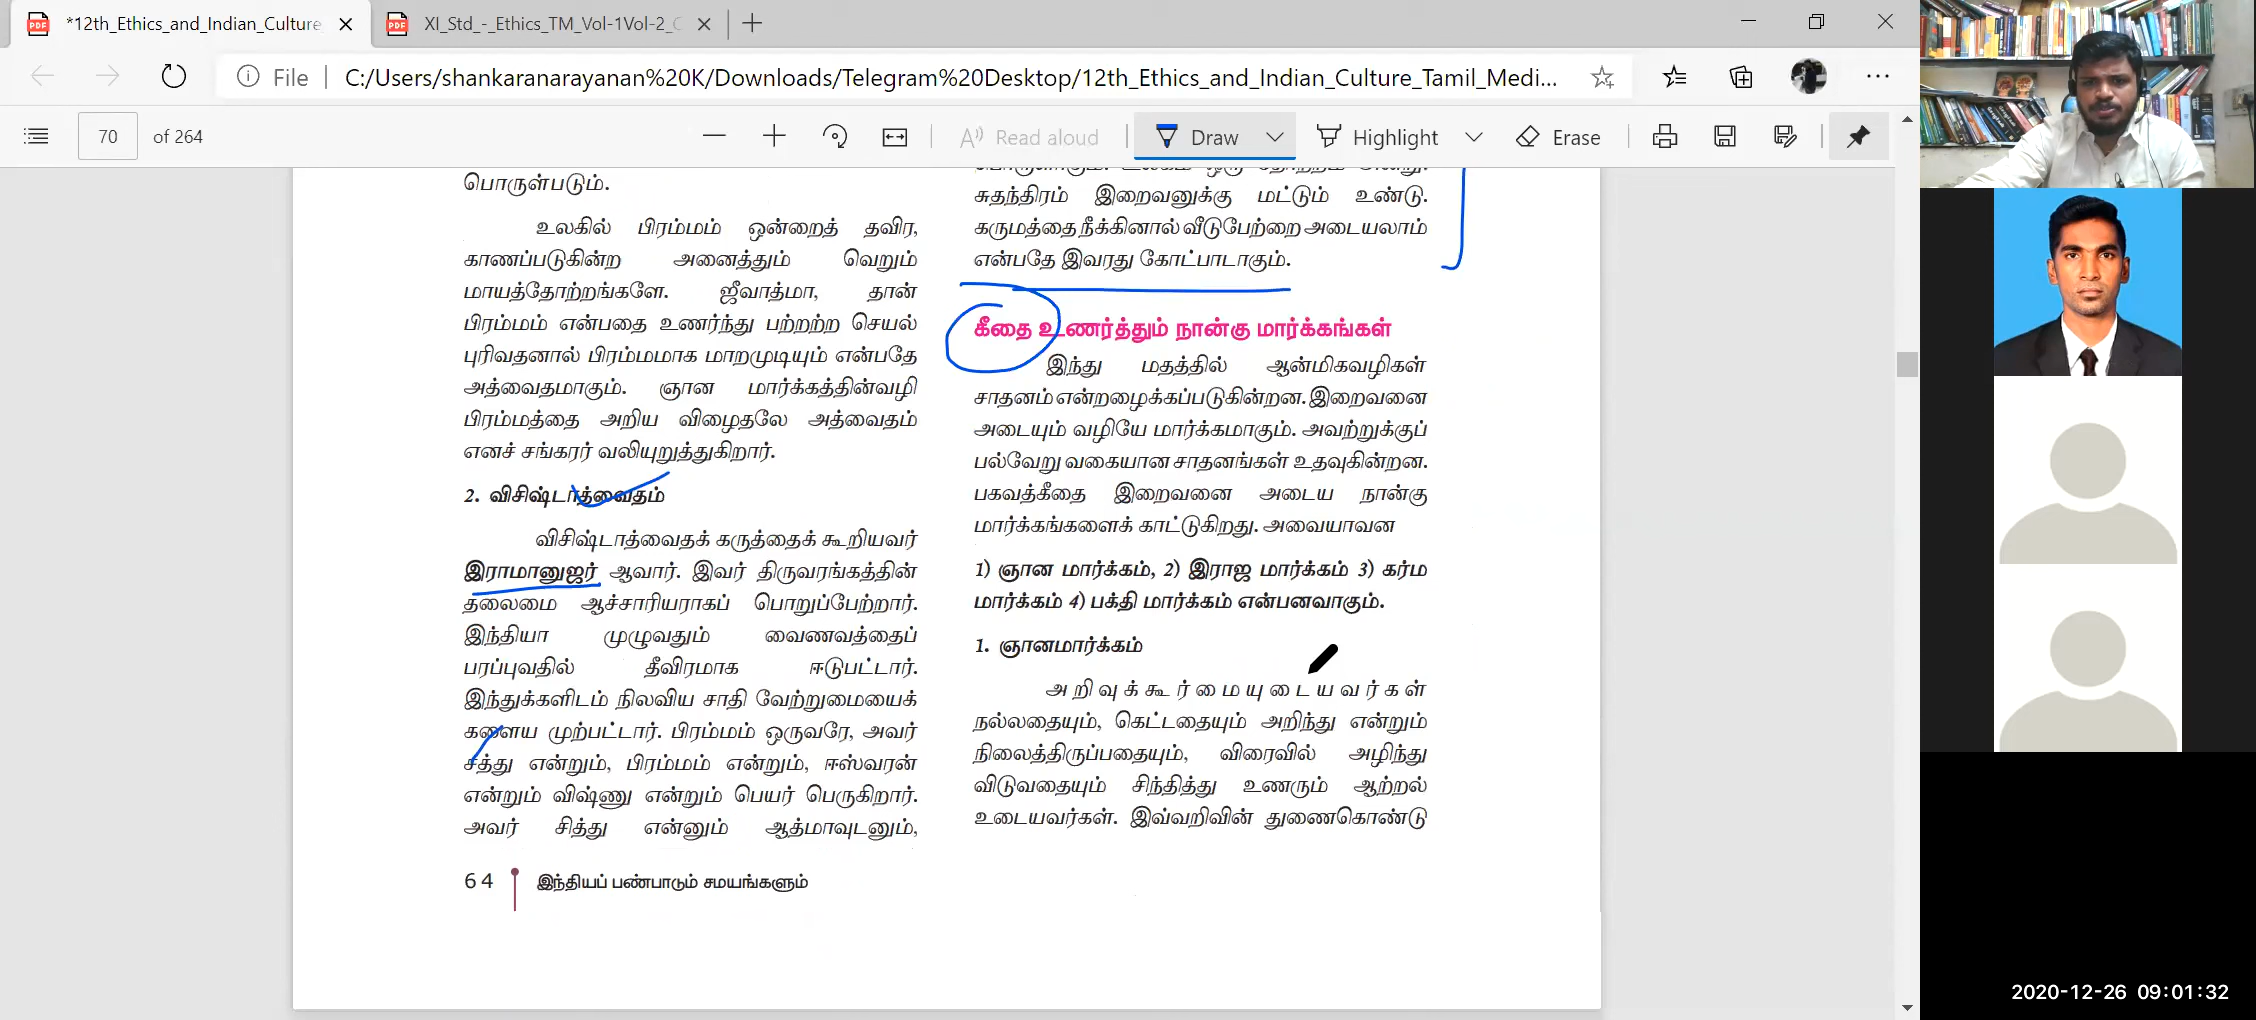 *12th_Ethics_and_Indian_Culture
XI_Std_-_Ethics_TM_Vol-1Vol-2_C
File
C:/Users/shankaranarayanan%20K/Downloads/Telegram%20Desktop/12th_Ethics_and_Indian_Culture_Tamil_Medi...
70 of 264
Read aloud
Draw
Highlight
Erase
பொருள்படும்.
உலகில் பிரம்மம் ஒன்றைத் தவிர,
காணப்படுகின்ற அனைத்தும் வெறும்
மாயத்தோற்றங்களே. ஜீவாத்மா, தான்
பிரம்மம் என்பதை உணர்ந்து பற்றற்ற செயல்
புரிவதனால் பிரம்மமாக மாறமுடியும் என்பதே
அத்வைதமாகும். ஞான மார்க்கத்தின்வழி
பிரம்மத்தை அறிய விழைதலே அத்வைதம்
எனச் சங்கரர் வலியுறுத்துகிறார்.
2. விசிஷ்டாத்வைதம்
விசிஷ்டாத்வைதக் கருத்தைக் கூறியவர்
இராமானுஜர் ஆவார். இவர் திருவரங்கத்தின்
தலைமை ஆச்சாரியராகப் பொறுப்பேற்றார்.
இந்தியா முழுவதும் வைணவத்தைப்
பரப்புவதில் தீவிரமாக ஈடுபட்டார்.
இந்துக்களிடம் நிலவிய சாதி வேற்றுமையைக்
களைய முற்பட்டார். பிரம்மம் ஒருவரே, அவர்
சத்து என்றும், பிரம்மம் என்றும், ஈஸ்வரன்
என்றும் விஷ்ணு என்றும் பெயர் பெருகிறார்.
அவர் சித்து என்னும் ஆத்மாவுடனும்,
64
இந்தியப் பண்பாடும் சமயங்களும்
சுதந்திரம் இறைவனுக்கு மட்டும் உண்டு.
கருமத்தை நீக்கினால் வீடுபேற்றை அடையலாம்
என்பதே இவரது கோட்பாடாகும்.
கீதை உணர்த்தும் நான்கு மார்க்கங்கள்
இந்து மதத்தில் ஆன்மிகவழிகள்
சாதனம் என்றழைக்கப்படுகின்றன. இறைவனை
அடையும் வழியே மார்க்கமாகும். அவற்றுக்குப்
பல்வேறு வகையான சாதனங்கள் உதவுகின்றன.
பகவத்கீதை இறைவனை அடைய நான்கு
மார்க்கங்களைக் காட்டுகிறது. அவையாவன
1) ஞான மார்க்கம், 2) இராஜ மார்க்கம் 3) கர்ம
மார்க்கம் 4) பக்தி மார்க்கம் என்பனவாகும்.
1. ஞானமார்க்கம்
அறிவுக்கூர்மையுடையவர்கள்
நல்லதையும், கெட்டதையும் அறிந்து என்றும்
நிலைத்திருப்பதையும், விரைவில் அழிந்து
விடுவதையும் சிந்தித்து உணரும் ஆற்றல்
உடையவர்கள். இவ்வறிவின் துணைகொண்டு
2020-12-26 09:01:32